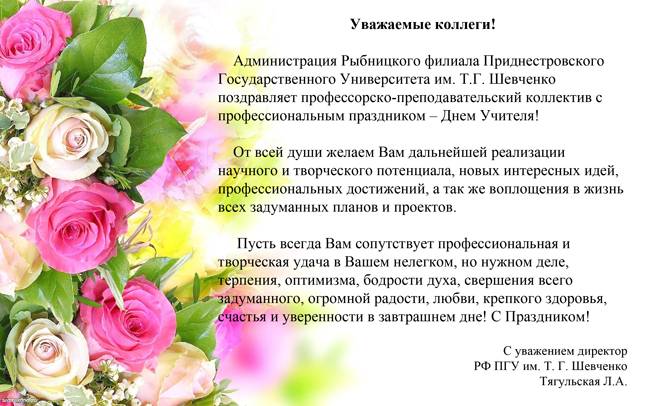 Уважаемые коллеги!
Администрация Рыбницкого филиала Приднестровского
Государственного Университета им. Т.Г. Шевченко
поздравляет профессорско-преподавательский коллектив с
профессиональным праздником – Днем Учителя!
От всей души желаем Вам дальнейшей реализации
научного и творческого потенциала, новых интересных идей,
профессиональных достижений, а так же воплощения в жизнь
всех задуманных планов и проектов.
Пусть всегда Вам сопутствует профессиональная и
творческая удача в Вашем нелегком, но нужном деле,
терпения, оптимизма, бодрости духа, свершения всего
задуманного, огромной радости, любви, крепкого здоровья,
счастья и уверенности в завтрашнем дне! С Праздником!
С уважением директор
РФ ПГУ им. Т. Г. Шевченко
Тягульская Л.А.